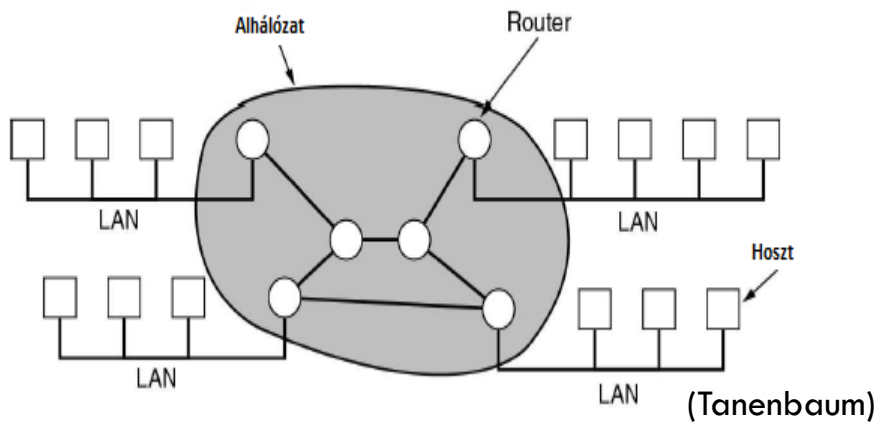 Alhálózat
Router
LAN
LAN
Hoszt
LAN
LAN
(Tanenbaum)